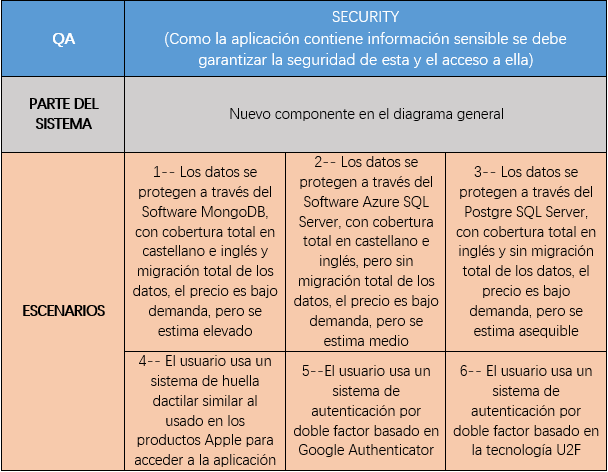 QA
SECURITY
(Como la aplicación contiene información sensible se debe
garantizar la seguridad de esta y el acceso a ella)
PARTE DEL
SISTEMA
Nuevo componente en el diagrama general
ESCENARIOS
1-- Los datos se
protegen a través del
Software MongoDB,
con cobertura total en
castellano e inglés y
migración total de los
datos, el precio es bajo
demanda, pero se
estima elevado
2-- Los datos se
protegen a través del
Software Azure SQL
Server, con cobertura
total en castellano e
inglés, pero sin
migración total de los
datos, el precio es bajo
demanda, pero se
estima medio
3-- Los datos se
protegen a través del
Postgre SQL Server,
con cobertura total en
inglés y sin migración
total de los datos, el
precio es bajo
demanda, pero se
estima asequible
4-- El usuario usa un
sistema de huella
dactilar similar al
usado en los
productos Apple para
acceder a la aplicación
5--El usuario usa un
sistema de
autenticación por
doble factor basado en
Google Authenticator
6-- El usuario usa un
sistema de
autenticación por
doble factor basado en
la tecnología U2F